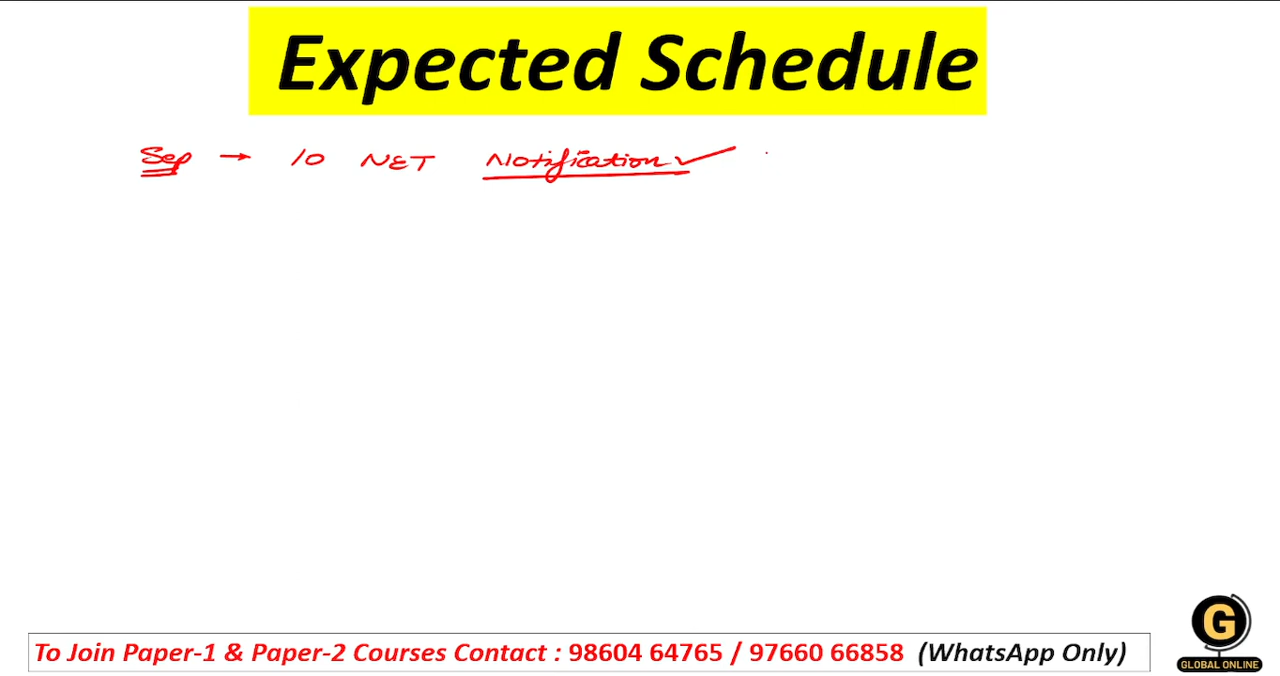 Expected Schedule
Sep → 10 NET Notification ✓
To Join Paper-1 & Paper-2 Courses Contact : 98604 64765 / 97660 66858 (WhatsApp Only)
G
GLOBAL ONLINE